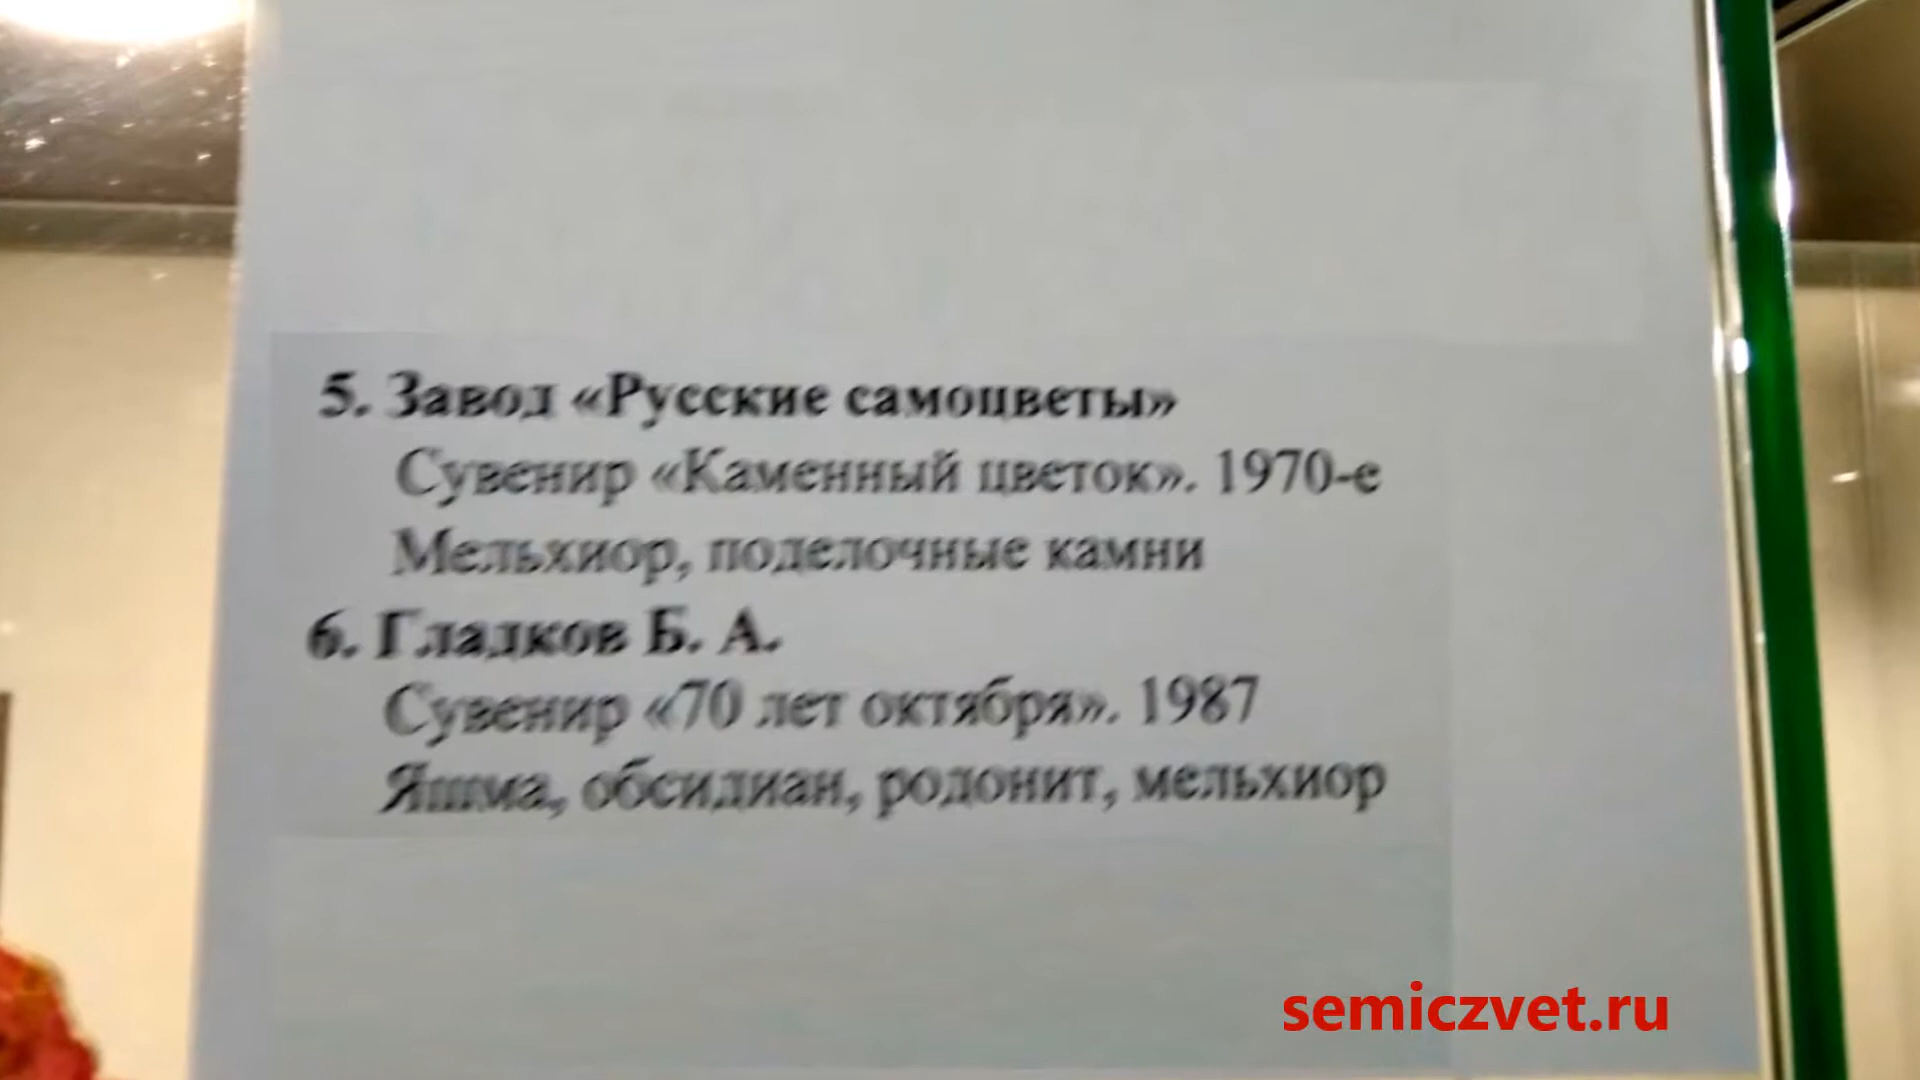 5. Завод «Русские самоцветы»
Сувенир «Каменный цветок». 1970-е
Мельхиор, поделочные камни
6. Гладков Б. А.
Сувенир «70 лет октября». 1987
Яшма, обсидиан, родонит, мельхиор
semiczvet.ru